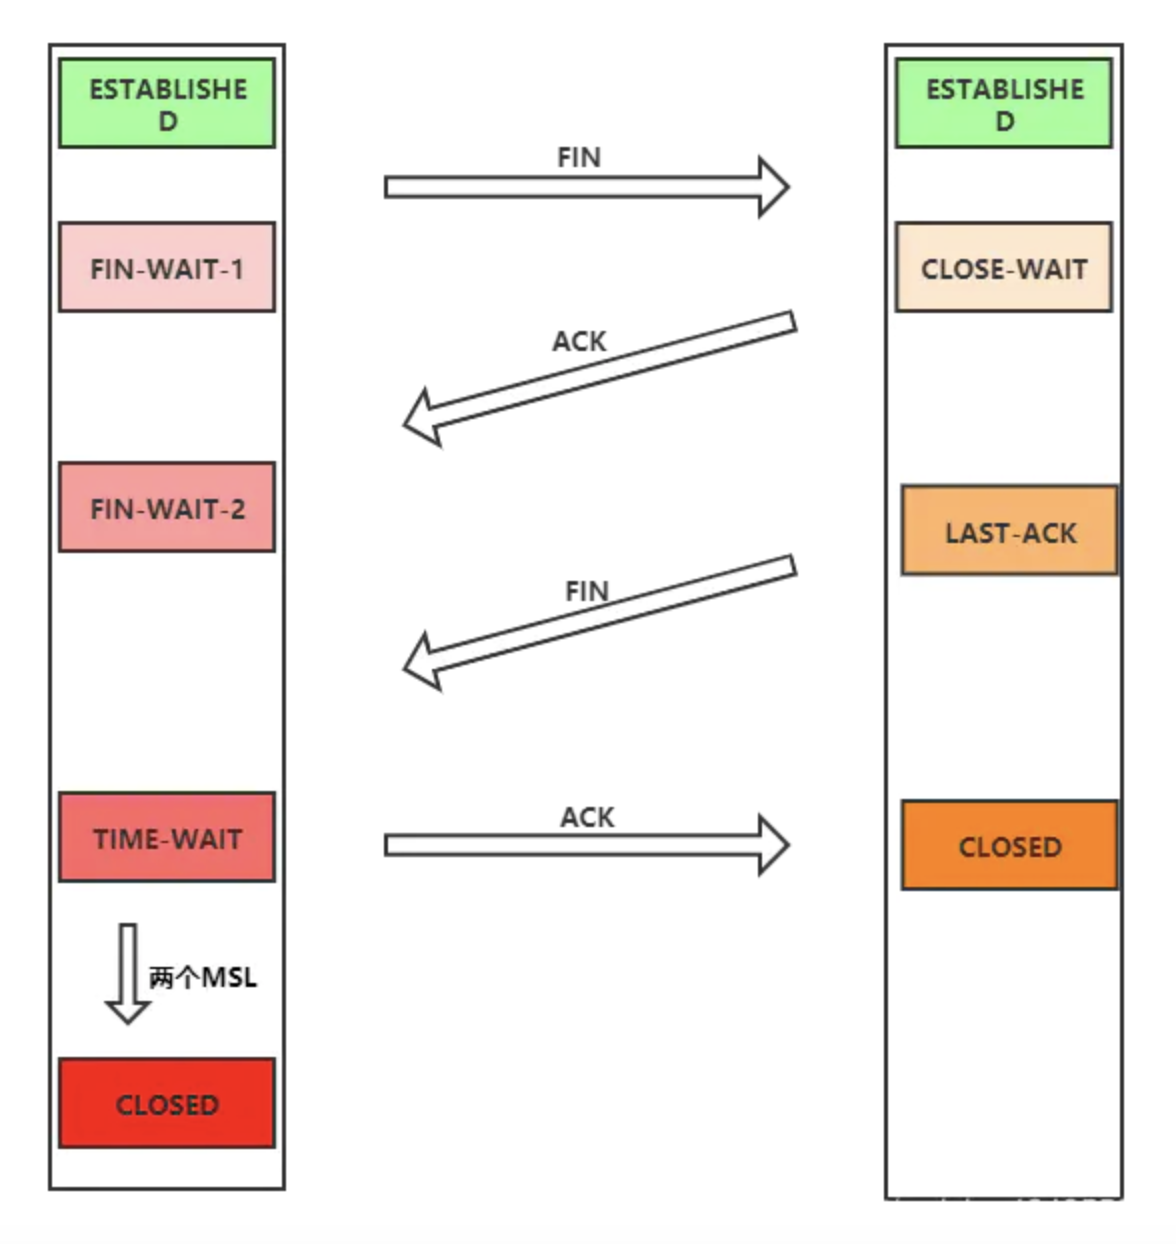 ESTABLISHE
D
ESTABLISHE
D
FIN
FIN-WAIT-1
CLOSE-WAIT
ACK
FIN-WAIT-2
LAST-ACK
FIN
TIME-WAIT
ACK
CLOSED
两个MSL
CLOSED